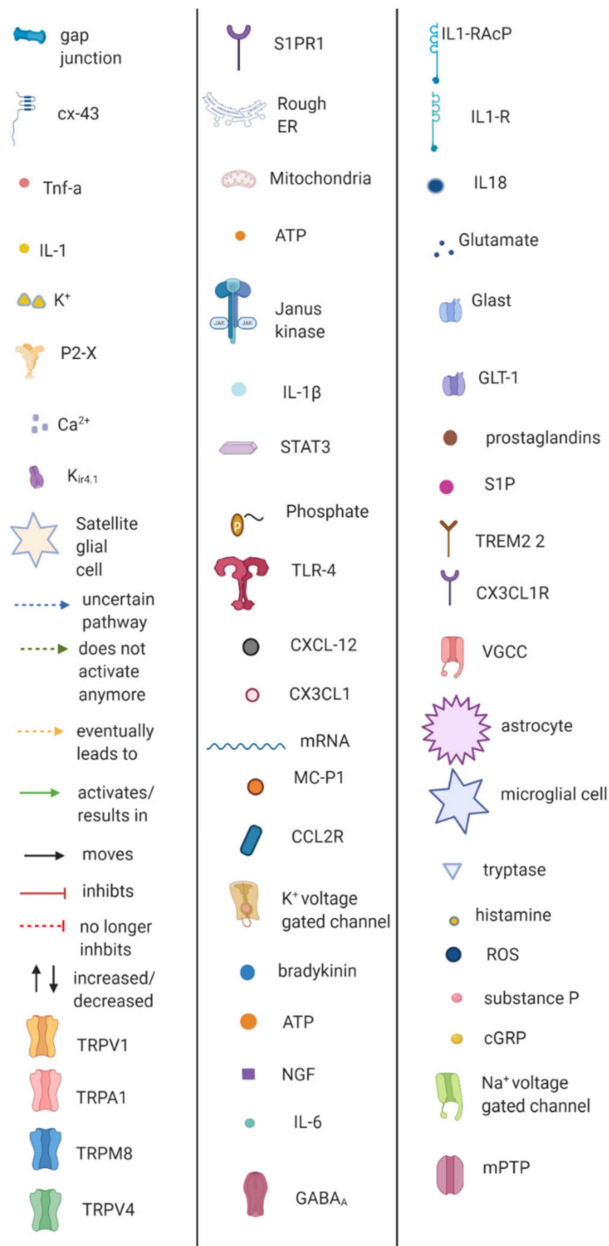 gap
junction
cx-43
Tnf-a
IL-1
K⁺
P2-X
Ca²⁺
Kir4.1
Satellite
glial
cell
uncertain
pathway
does not
activate
anymore
eventually
leads to
activates/
results in
moves
inhibts
no longer
inhbits
increased/
decreased
TRPV1
TRPA1
TRPM8
TRPV4
S1PR1
Rough
ER
Mitochondria
ATP
JAK JAK
Janus
kinase
IL-1β
STAT3
p
Phosphate
TLR-4
CXCL-12
CX3CL1
mRNA
MC-P1
CCL2R
K⁺ voltage
gated channel
bradykinin
ATP
NGF
IL-6
GABAA
IL1-RAcP
IL1-R
IL18
Glutamate
Glast
GLT-1
prostaglandins
S1P
TREM2 2
CX3CL1R
VGCC
astrocyte
microglial cell
tryptase
histamine
ROS
substance P
cGRP
Na⁺ voltage
gated channel
mPTP